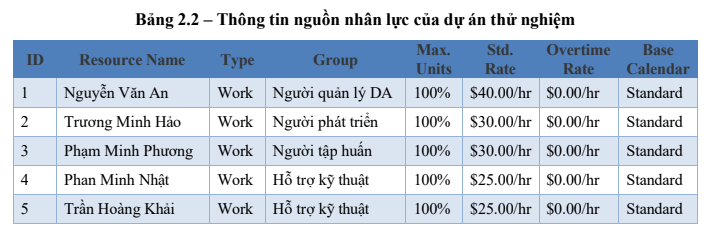 Bảng 2.2 – Thông tin nguồn nhân lực của dự án thử nghiệm
ID Resource Name Type Group Max. Units Std. Rate Overtime Rate Base Calendar
1 Nguyễn Văn An Work Người quản lý DA 100% $40.00/hr $0.00/hr Standard
2 Trương Minh Hảo Work Người phát triển 100% $30.00/hr $0.00/hr Standard
3 Phạm Minh Phương Work Người tập huấn 100% $30.00/hr $0.00/hr Standard
4 Phan Minh Nhật Work Hỗ trợ kỹ thuật 100% $25.00/hr $0.00/hr Standard
5 Trần Hoàng Khải Work Hỗ trợ kỹ thuật 100% $25.00/hr $0.00/hr Standard